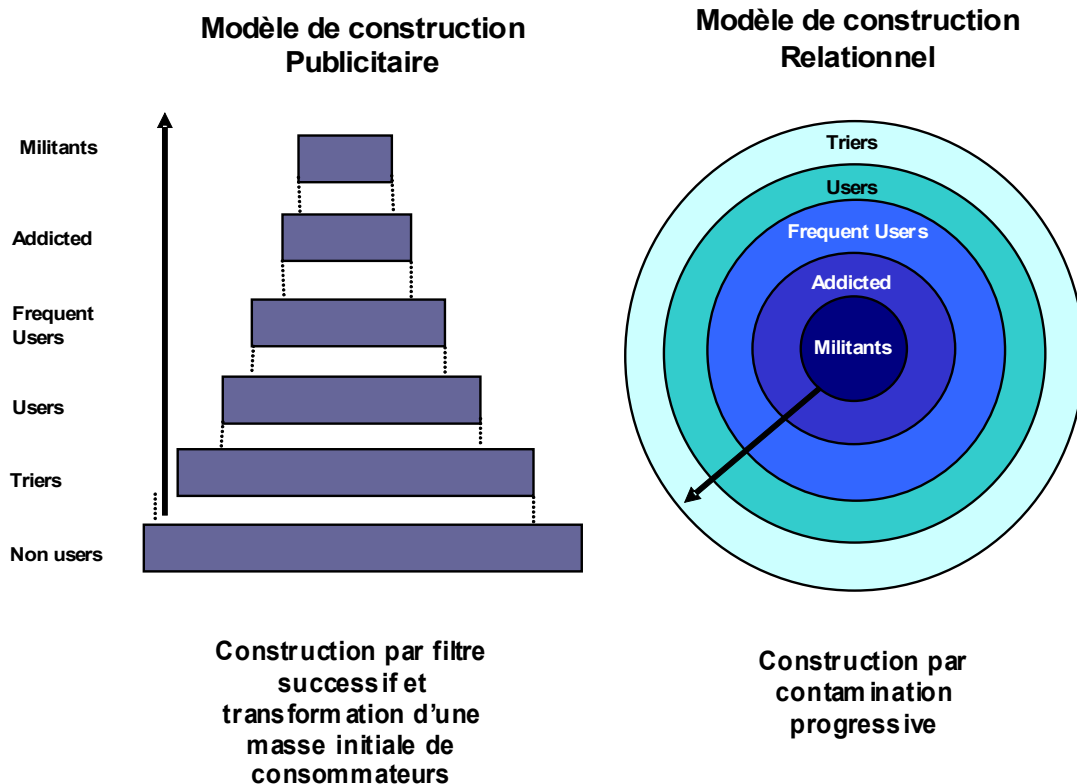 Modèle de construction
Publicitaire
Militants
Addicted
Frequent
Users
Users
Triers
Non users
Construction par filtre
successif et
transformation d'une
masse initiale de
consommateurs
Modèle de construction
Relationnel
Triers
Users
Frequent Users
Addicted
Militants
Construction par
contamination
progressive